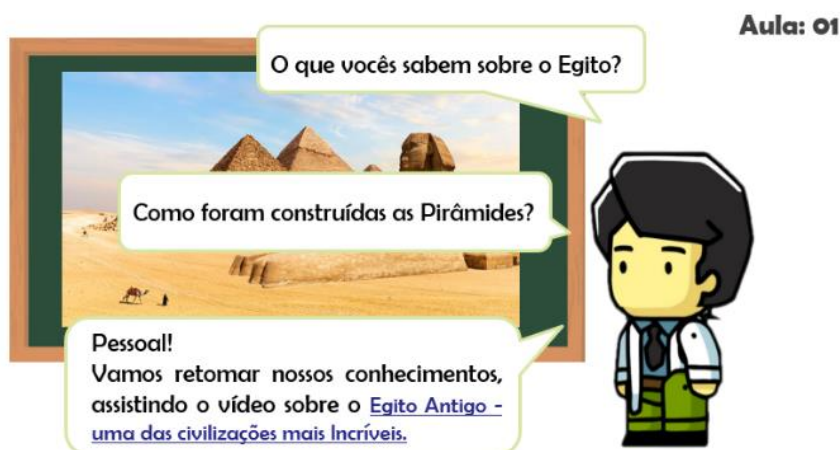 Aula: 01
O que vocês sabem sobre o Egito?
Como foram construídas as Pirâmides?
Pessoal!
Vamos retomar nossos conhecimentos,
assistindo o vídeo sobre o Egito Antigo -
uma das civilizações mais Incríveis.